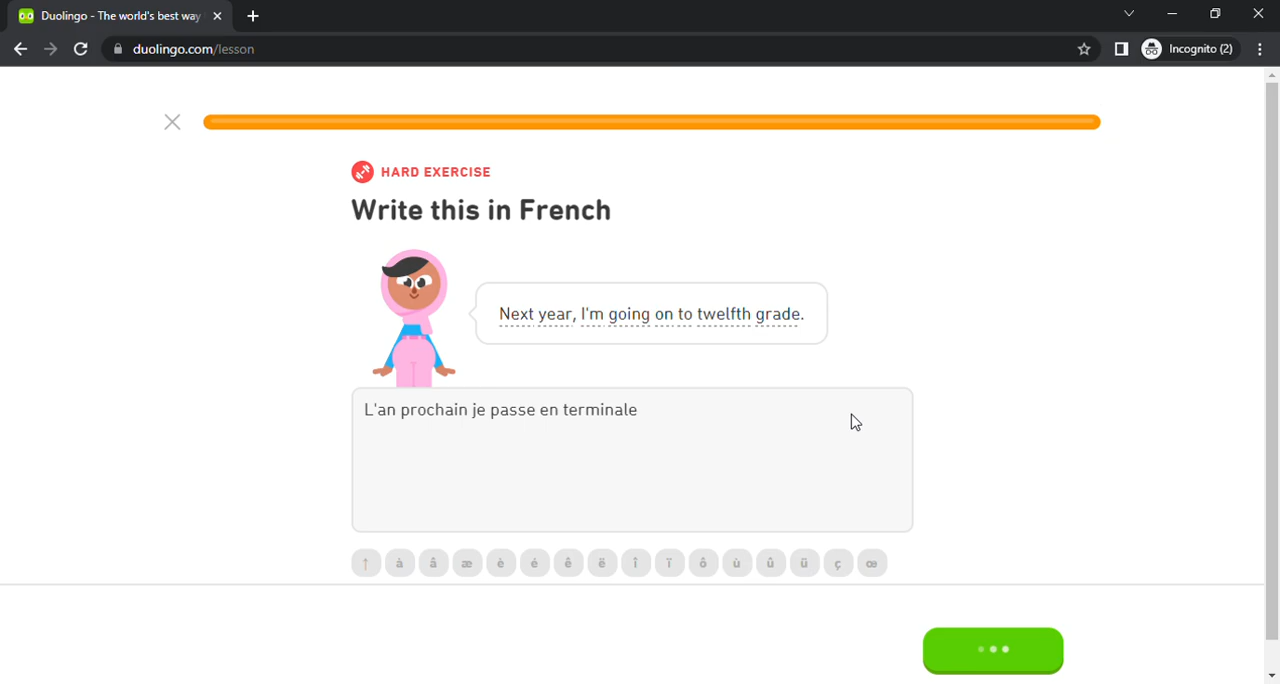 Duolingo - The world's best way
duolingo.com/lesson
Incognito (2)
HARD EXERCISE
Write this in French
Next year, I'm going on to twelfth grade.
L'an prochain je passe en terminale
↑ à â æ è é ê ë î ï ô ù û ü ç œ